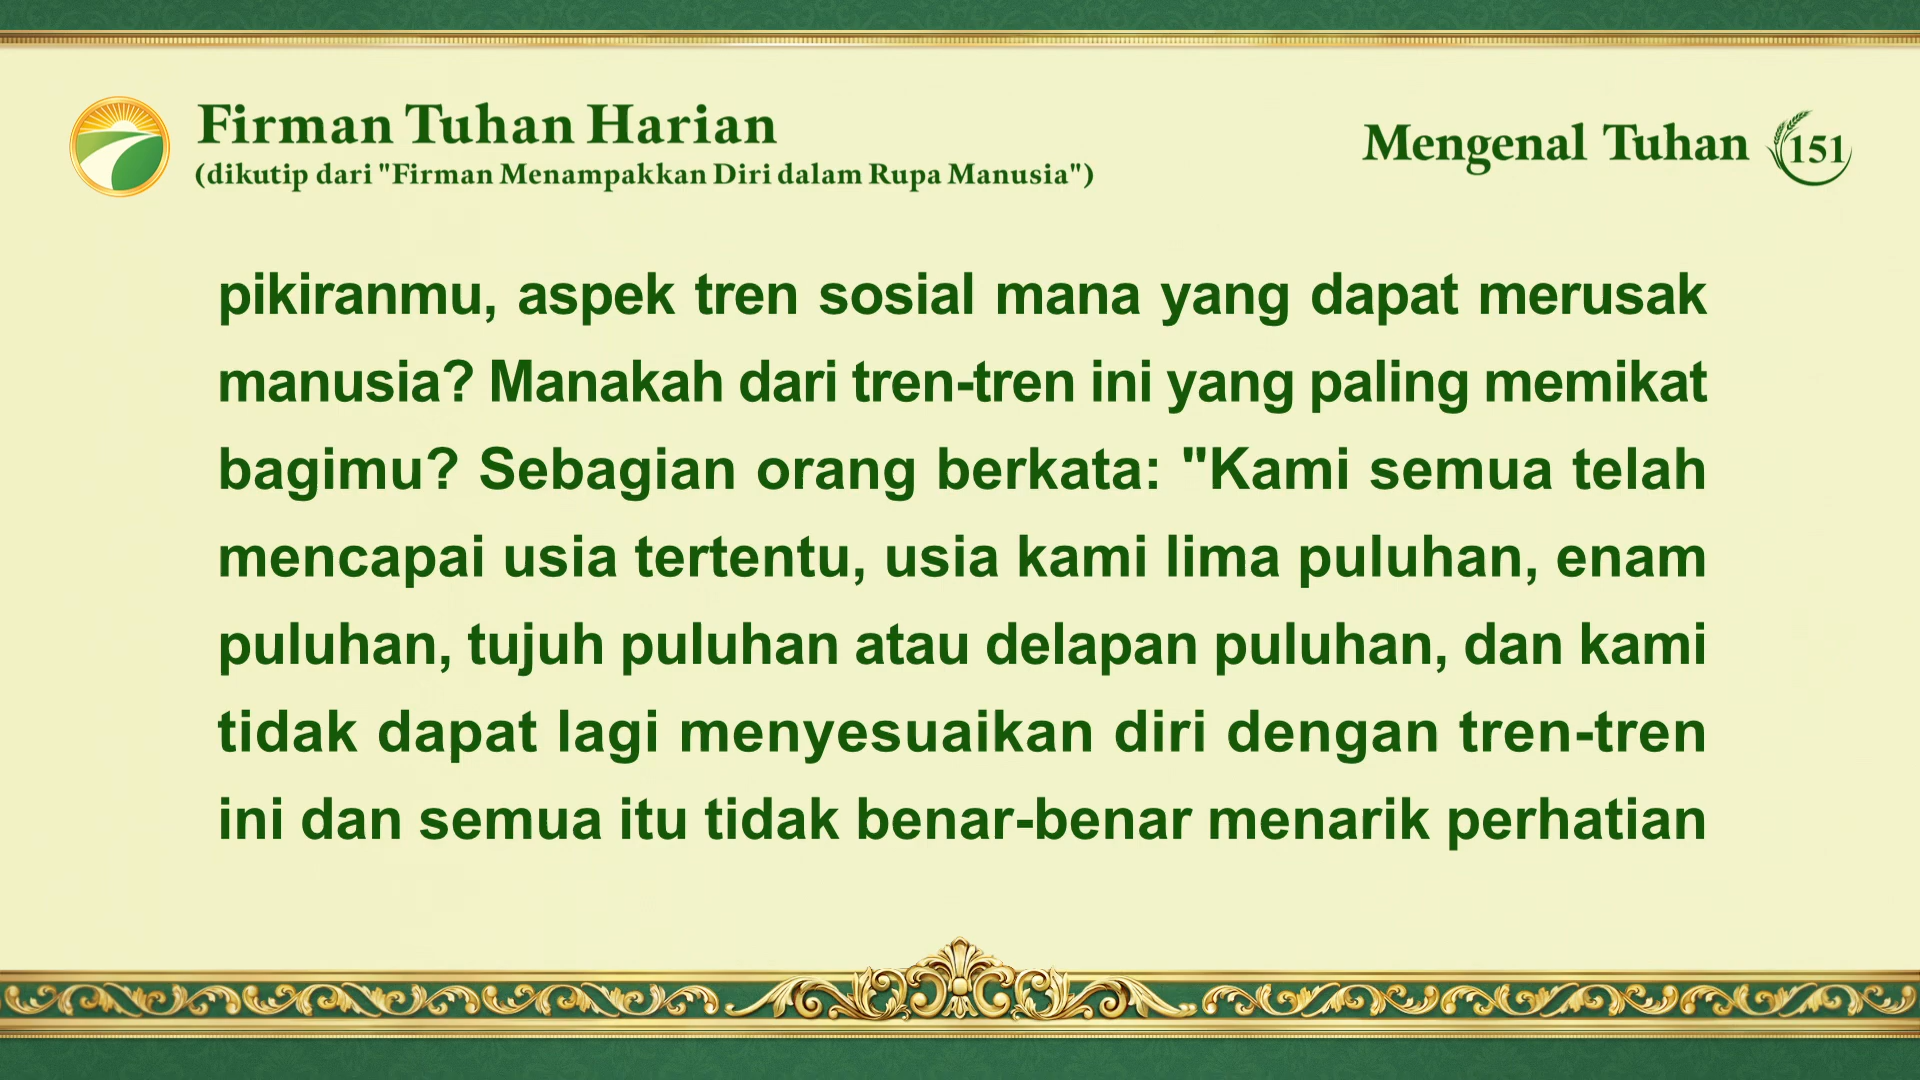 Firman Tuhan Harian
(dikutip dari "Firman Menampakkan Diri dalam Rupa Manusia")
Mengenal Tuhan 151
pikiranmu, aspek tren sosial mana yang dapat merusak
manusia? Manakah dari tren-tren ini yang paling memikat
bagimu? Sebagian orang berkata: "Kami semua telah
mencapai usia tertentu, usia kami lima puluhan, enam
puluhan, tujuh puluhan atau delapan puluhan, dan kami
tidak dapat lagi menyesuaikan diri dengan tren-tren
ini dan semua itu tidak benar-benar menarik perhatian